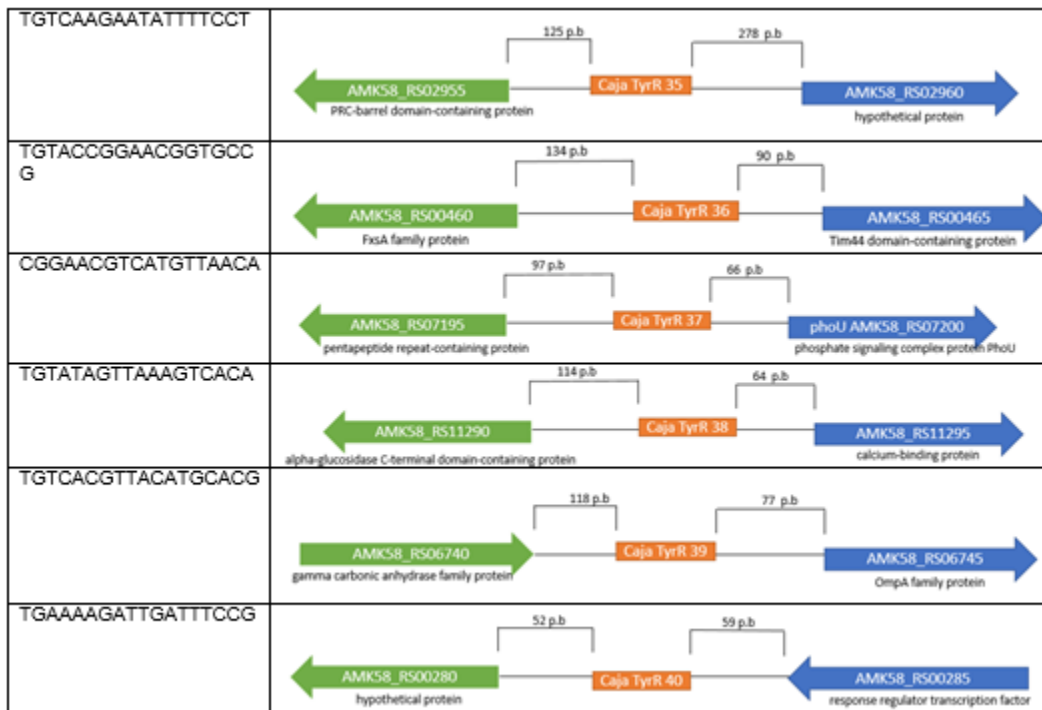 TGTCAAGAATATTTTCCT
125 p.b
278 p.b
AMK58_RS02955
Caja TyrR 35
AMK58_RS02960
PRC-barrel domain-containing protein
hypothetical protein
TGTACCGGAACGGTGCC
G
134 p.b
90 p.b
AMK58_RS00460
Caja TyrR 36
AMK58_RS00465
FxsA family protein
Tim44 domain-containing protein
CGGAACGTCATGTTAACA
97 p.b
66 p.b
AMK58_RS07195
Caja TyrR 37
phoU AMK58_RS07200
pentapeptide repeat-containing protein
phosphate signaling complex protein PhoU
TGTATAGTTAAAGTCACA
114 p.b
64 p.b
AMK58_RS11290
Caja TyrR 38
AMK58_RS11295
alpha-glucosidase C-terminal domain-containing protein
calcium-binding protein
TGTCACGTTACATGCACG
118 p.b
77 p.b
AMK58_RS06740
Caja TyrR 39
AMK58_RS06745
gamma carbonic anhydrase family protein
OmpA family protein
TGAAAAGATTGATTTCCG
52 p.b
59 p.b
AMK58_RS00280
Caja TyrR 40
AMK58_RS00285
hypothetical protein
response regulator transcription factor